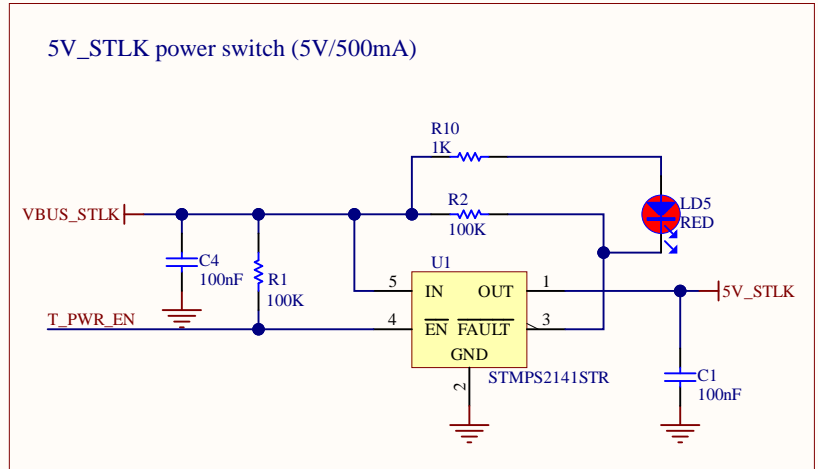 5V_STLK power switch (5V/500mA)
R10
1K
VBUS_STLK
R2
100K
LD5
RED
C4
100nF
R1
100K
U1
5 IN OUT 1
5V_STLK
T_PWR_EN
4 EN FAULT 3
GND
2
STMPS2141STR
C1
100nF